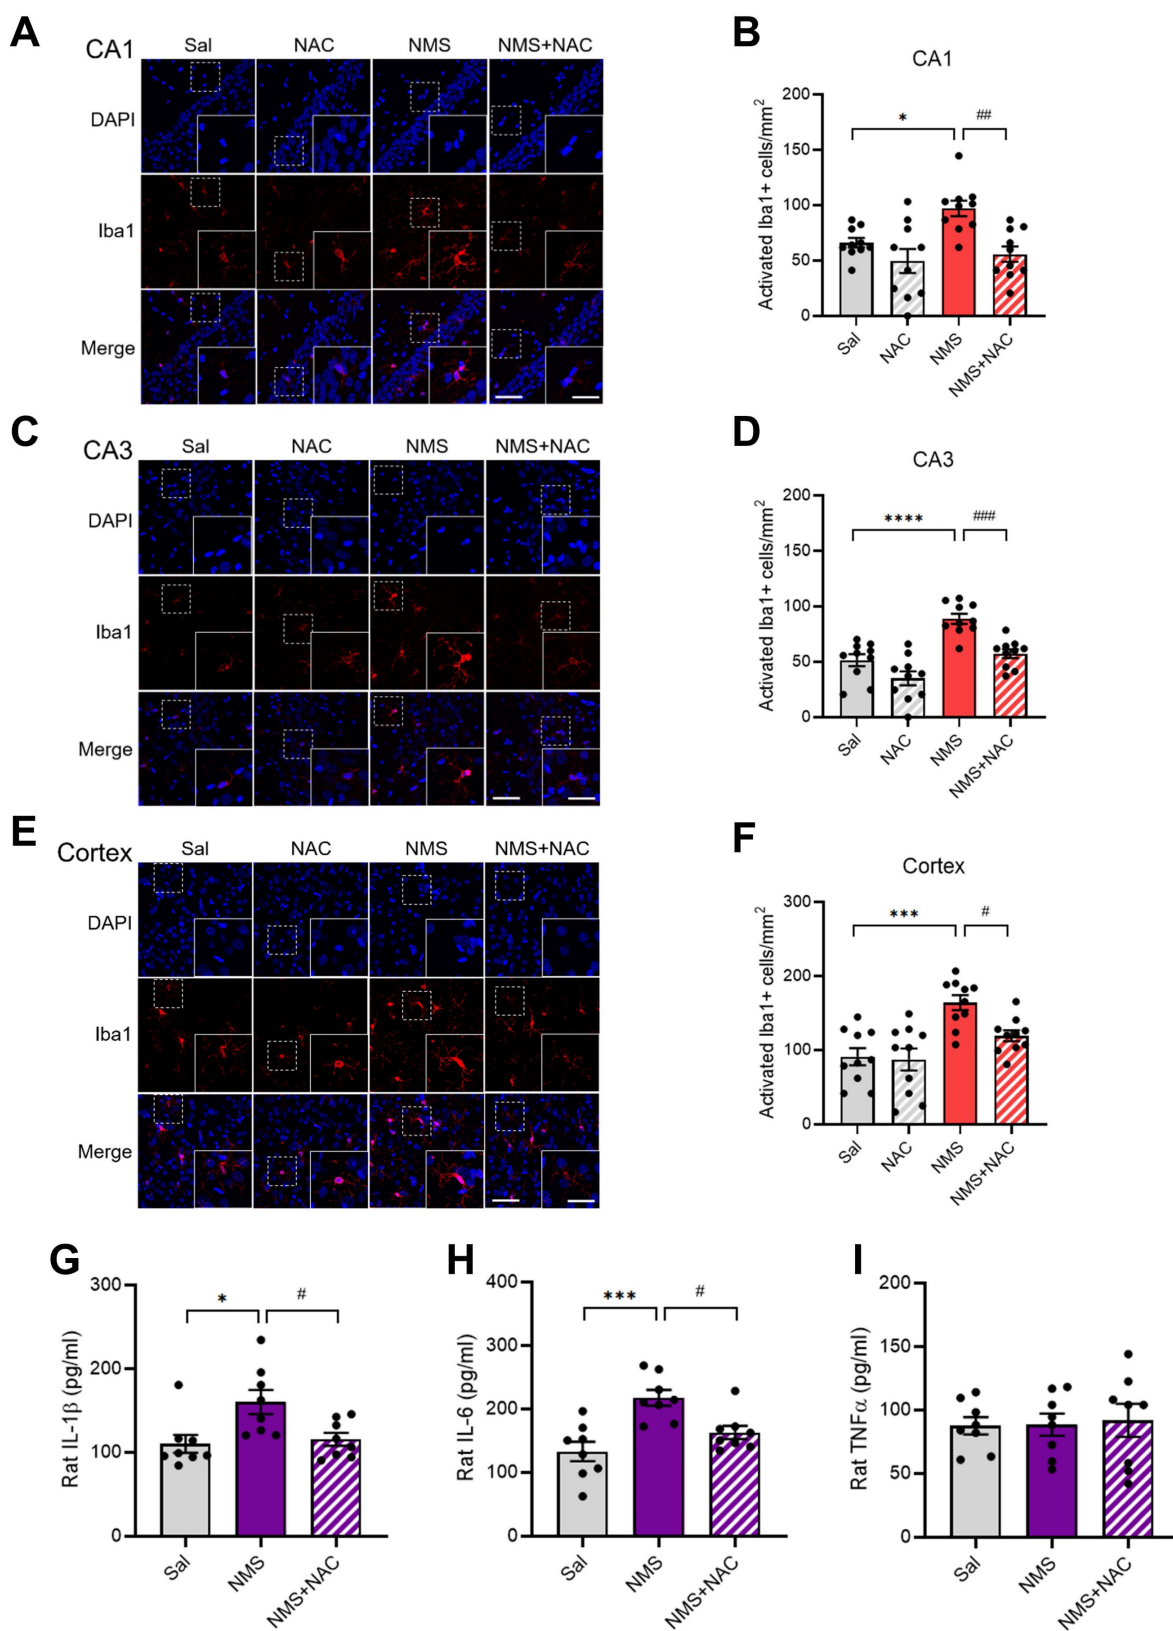 A
CA1
Sal NAC NMS NMS+NAC
DAPI
Iba1
Merge
B
CA1
Activated Iba1+ cells/mm²
200
150
100
50
0
* ##
Sal NAC NMS NMS+NAC
C
CA3
Sal NAC NMS NMS+NAC
DAPI
Iba1
Merge
D
CA3
Activated Iba1+ cells/mm²
200
150
100
50
0
**** ###
Sal NAC NMS NMS+NAC
E
Cortex
Sal NAC NMS NMS+NAC
DAPI
Iba1
Merge
F
Cortex
Activated Iba1+ cells/mm²
300
200
100
0
*** #
Sal NAC NMS NMS+NAC
G
Rat IL-1β (pg/ml)
300
200
100
0
* #
Sal NMS NMS+NAC
H
Rat IL-6 (pg/ml)
400
300
200
100
0
*** #
Sal NMS NMS+NAC
I
Rat TNFα (pg/ml)
200
150
100
50
0
Sal NMS NMS+NAC